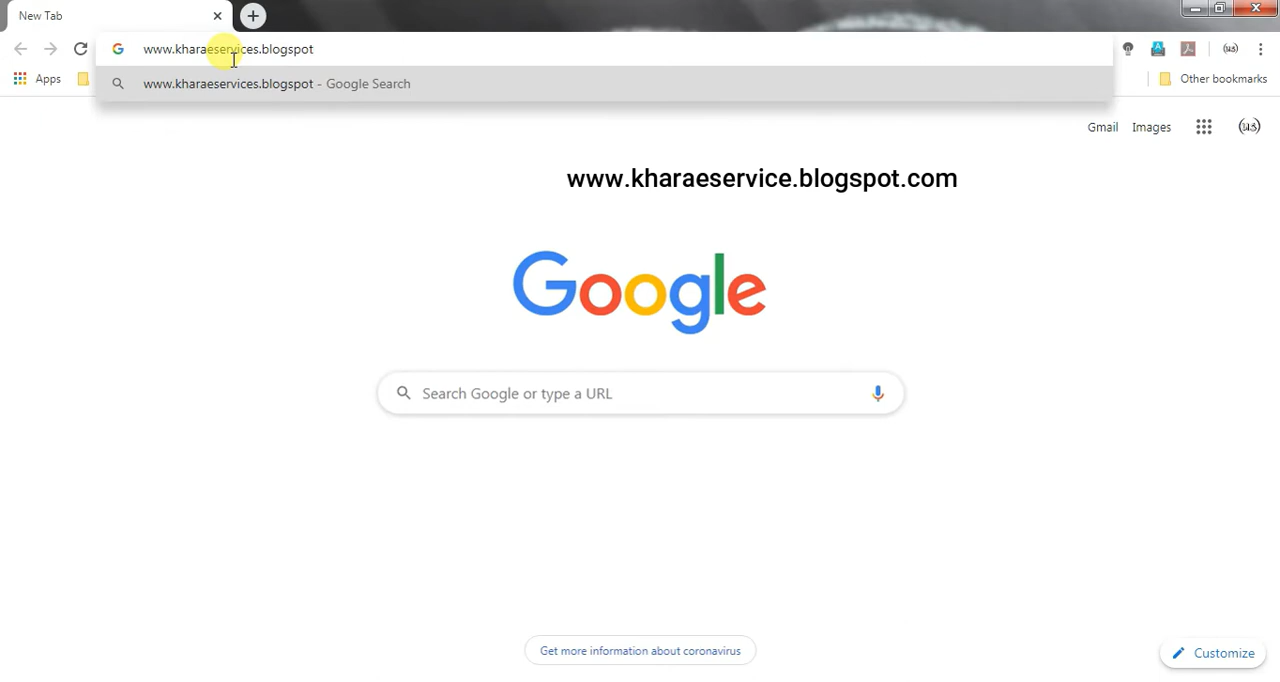 New Tab
www.kharaeservices.blogspot
www.kharaeservices.blogspot - Google Search
Apps
Other bookmarks
Gmail Images
www.kharaeservice.blogspot.com
Google
Search Google or type a URL
Get more information about coronavirus
Customize